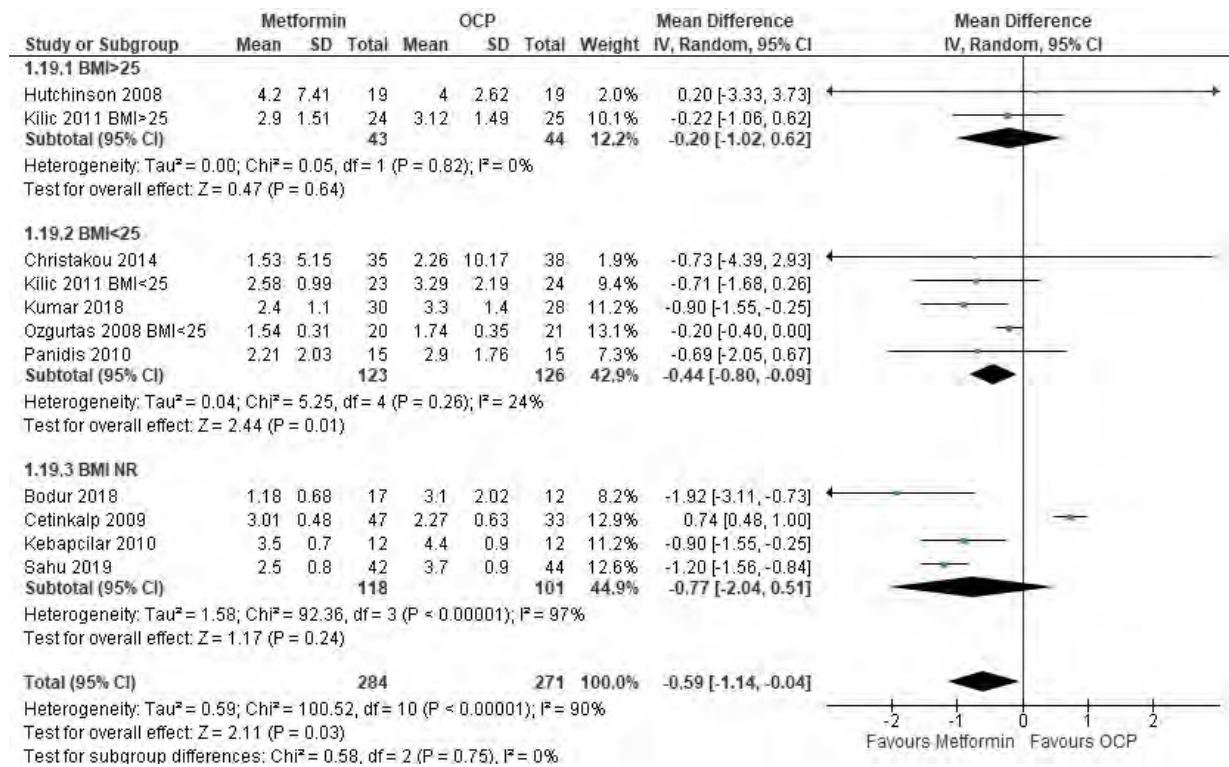 Metformin OCP Mean Difference Mean Difference
Study or Subgroup Mean SD Total Mean SD Total Weight IV, Random, 95% CI IV, Random, 95% CI
1.19.1 BMI>25
Hutchinson 2008 4.2 7.41 19 4 2.62 19 2.0% 0.20 [-3.33, 3.73]
Kilic 2011 BMI>25 2.9 1.51 24 3.12 1.49 25 10.1% -0.22 [-1.06, 0.62]
Subtotal (95% CI) 43 44 12.2% -0.20 [-1.02, 0.62]
Heterogeneity: Tau² = 0.00; Chi² = 0.05, df = 1 (P = 0.82); I² = 0%
Test for overall effect: Z = 0.47 (P = 0.64)
1.19.2 BMI<25
Christakou 2014 1.53 5.15 35 2.26 10.17 38 1.9% -0.73 [-4.39, 2.93]
Kilic 2011 BMI<25 2.58 0.99 23 3.29 2.19 24 9.4% -0.71 [-1.68, 0.26]
Kumar 2018 2.4 1.1 30 3.3 1.4 28 11.2% -0.90 [-1.55, -0.25]
Ozgurtas 2008 BMI<25 1.54 0.31 20 1.74 0.35 21 13.1% -0.20 [-0.40, 0.00]
Panidis 2010 2.21 2.03 15 2.9 1.76 15 7.3% -0.69 [-2.05, 0.67]
Subtotal (95% CI) 123 126 42.9% -0.44 [-0.80, -0.09]
Heterogeneity: Tau² = 0.04; Chi² = 5.25, df = 4 (P = 0.26); I² = 24%
Test for overall effect: Z = 2.44 (P = 0.01)
1.19.3 BMI NR
Bodur 2018 1.18 0.68 17 3.1 2.02 12 8.2% -1.92 [-3.11, -0.73]
Cetinkalp 2009 3.01 0.48 47 2.27 0.63 33 12.9% 0.74 [0.48, 1.00]
Kebapcilar 2010 3.5 0.7 12 4.4 0.9 12 11.2% -0.90 [-1.55, -0.25]
Sahu 2019 2.5 0.8 42 3.7 0.9 44 12.6% -1.20 [-1.56, -0.84]
Subtotal (95% CI) 118 101 44.9% -0.77 [-2.04, 0.51]
Heterogeneity: Tau² = 1.58; Chi² = 92.36, df = 3 (P < 0.00001); I² = 97%
Test for overall effect: Z = 1.17 (P = 0.24)
Total (95% CI) 284 271 100.0% -0.59 [-1.14, -0.04]
Heterogeneity: Tau² = 0.59; Chi² = 100.52, df = 10 (P < 0.00001); I² = 90%
Test for overall effect: Z = 2.11 (P = 0.03)
Test for subgroup differences: Chi² = 0.58, df = 2 (P = 0.75), I² = 0%
-2 -1 0 1 2
Favours Metformin Favours OCP